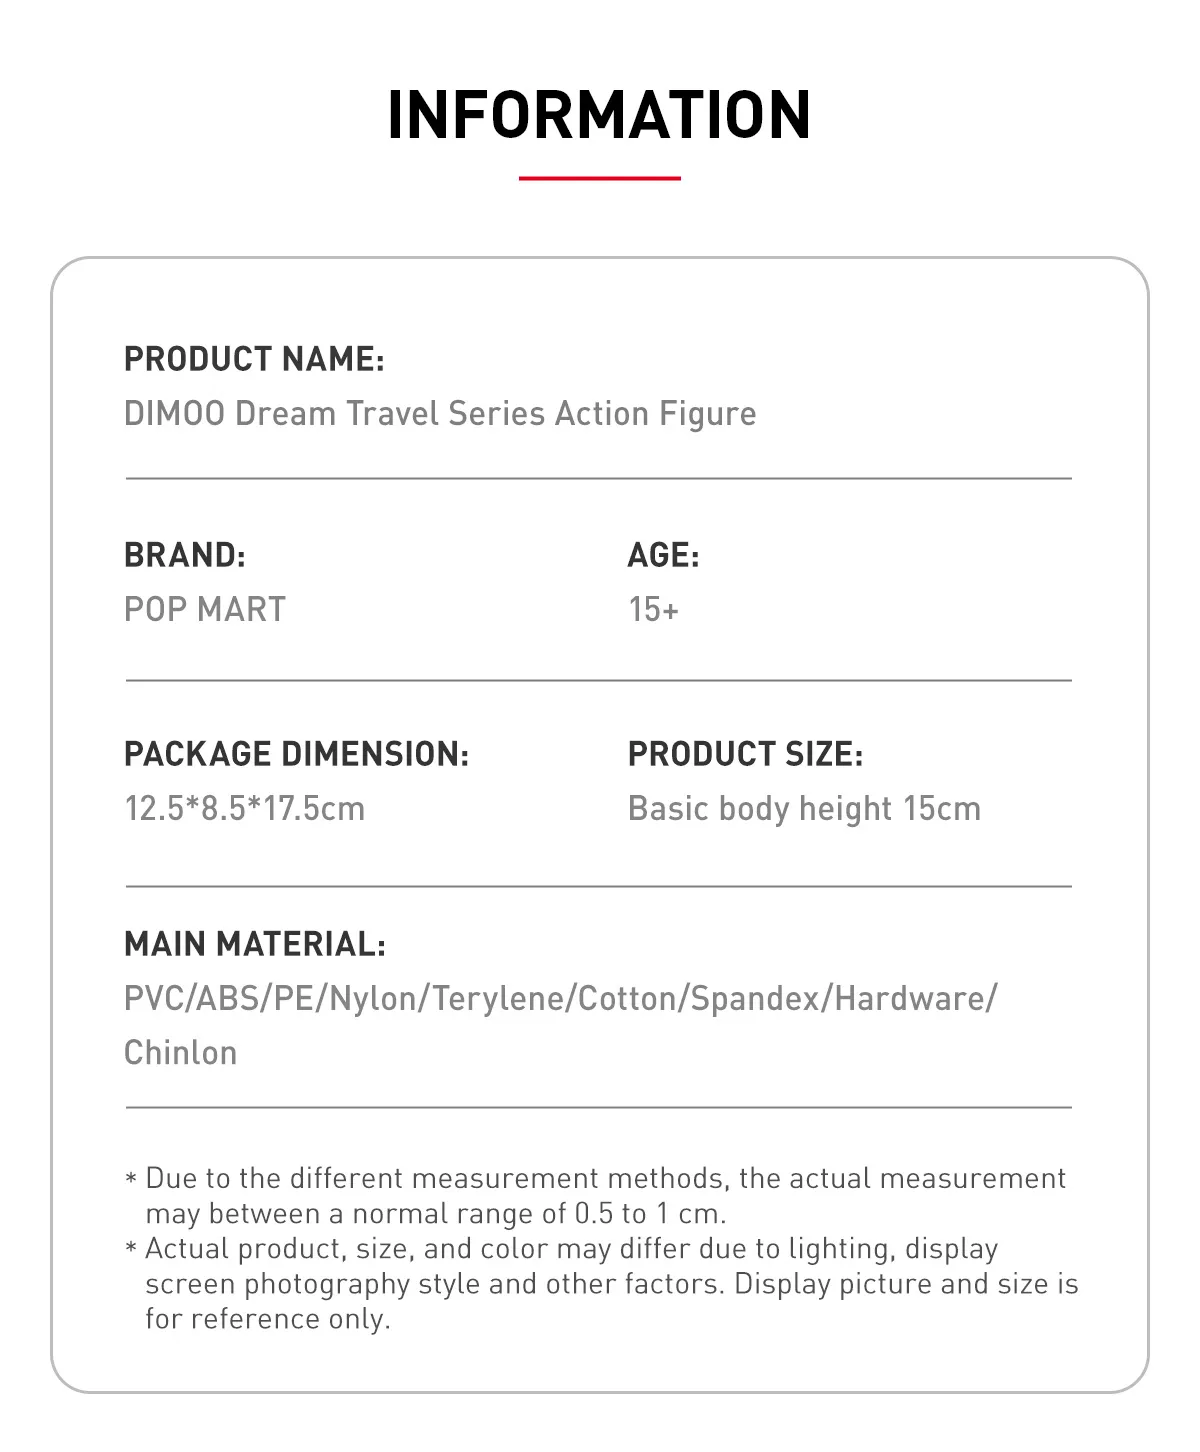 INFORMATION
PRODUCT NAME:
DIMOO Dream Travel Series Action Figure
BRAND:
POP MART
AGE:
15+
PACKAGE DIMENSION:
12.5*8.5*17.5cm
PRODUCT SIZE:
Basic body height 15cm
MAIN MATERIAL:
PVC/ABS/PE/Nylon/Terylene/Cotton/Spandex/Hardware/
Chinlon
* Due to the different measurement methods, the actual measurement
may between a normal range of 0.5 to 1 cm.
* Actual product, size, and color may differ due to lighting, display
screen photography style and other factors. Display picture and size is
for reference only.